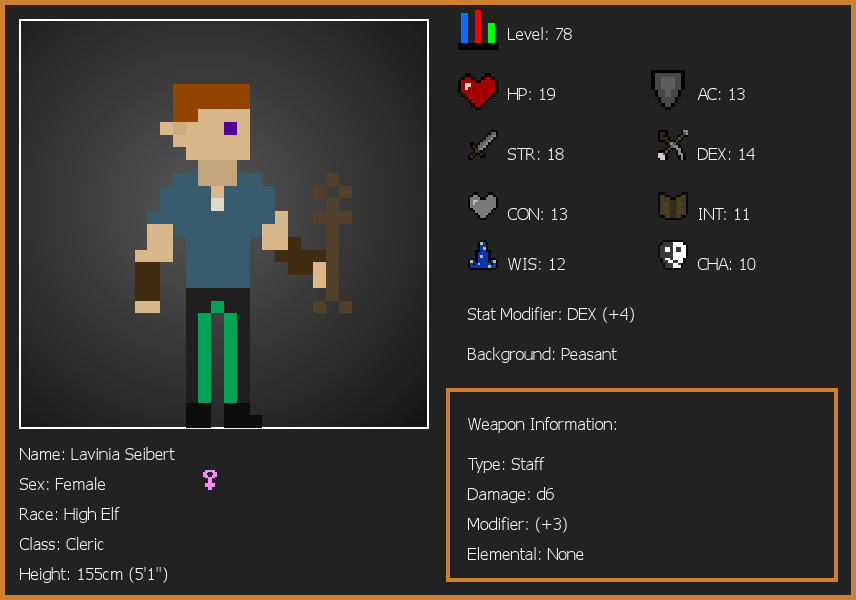 Level: 78
HP: 19
AC: 13
STR: 18
DEX: 14
CON: 13
INT: 11
WIS: 12
CHA: 10
Stat Modifier: DEX (+4)
Background: Peasant
Weapon Information:
Type: Staff
Damage: d6
Modifier: (+3)
Elemental: None
Name: Lavinia Seibert
Sex: Female
Race: High Elf
Class: Cleric
Height: 155cm (5'1")